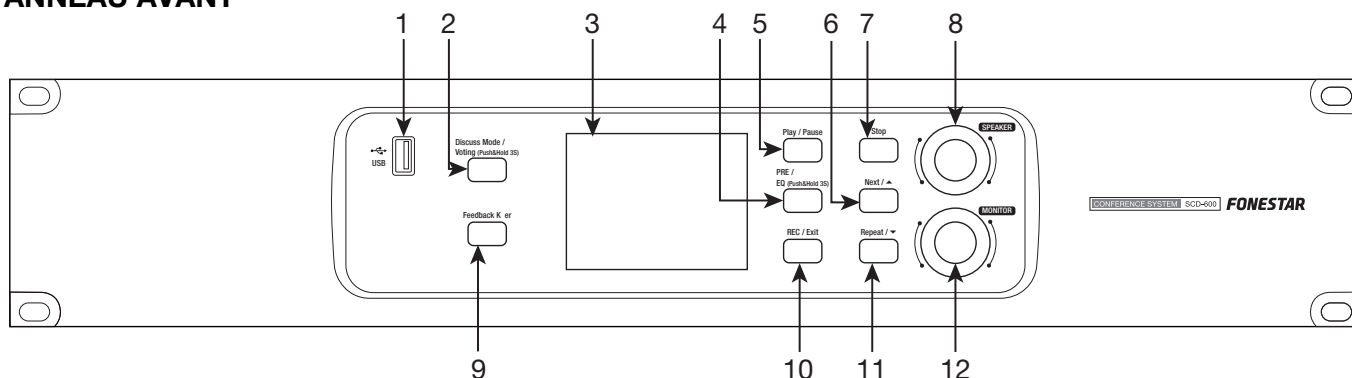 ANNEAU AVANT
1 2 3 4 5 6 7 8
USB
Discuss Mode /
Voting (Push&Hold 3S)
Feedback K er
Play / Pause
PRE /
EQ (Push&Hold 3S)
REC / Exit
Stop
Next / ▲
Repeat / ▼
SPEAKER
MONITOR
CONFERENCE SYSTEM SCD-600 FONESTAR
9 10 11 12